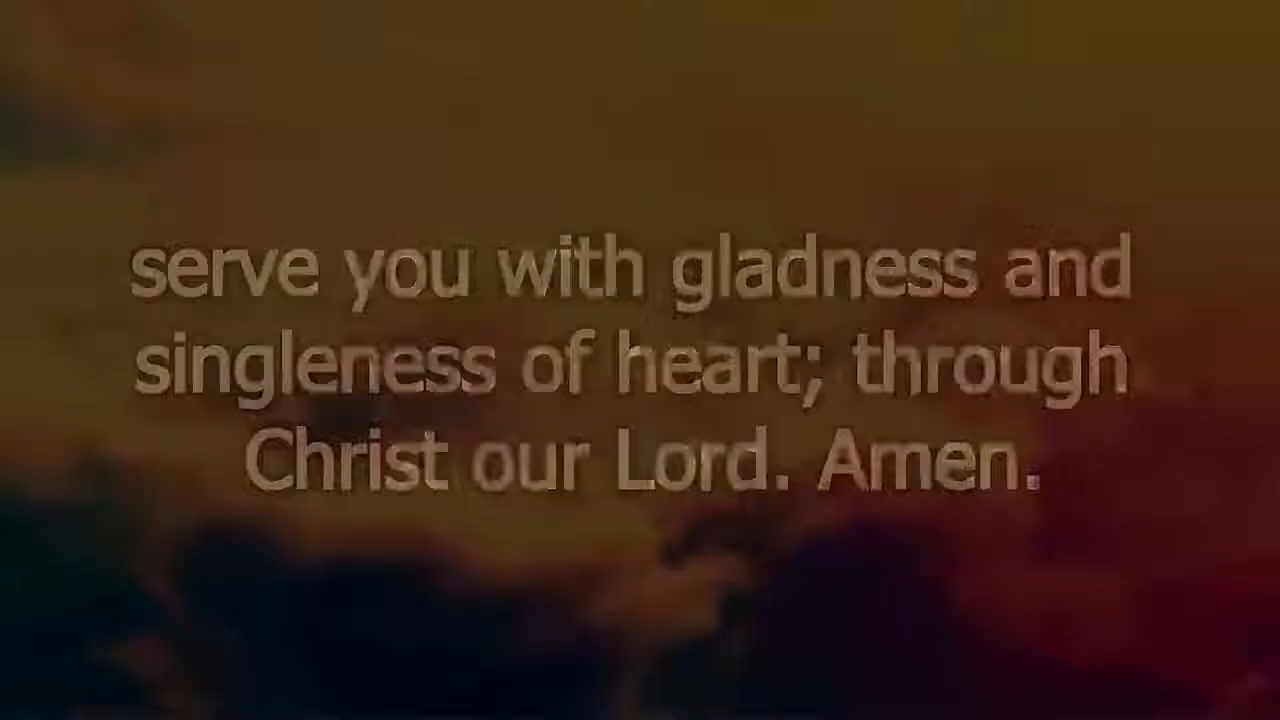 serve you with gladness and
singleness of heart; through
Christ our Lord. Amen.